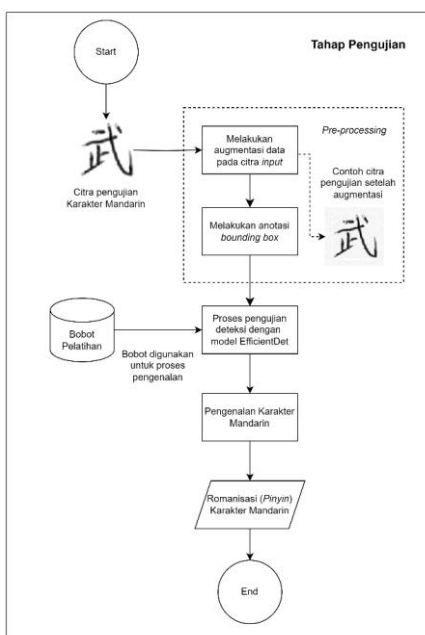 Tahap Pengujian
Start
武
Citra pengujian
Karakter Mandarin
Pre-processing
Melakukan
augmentasi data
pada citra input
Contoh citra
pengujian setelah
augmentasi
武
Melakukan anotasi
bounding box
Bobot
Pelatihan
Bobot digunakan
untuk proses
pengenalan
Proses pengujian
deteksi dengan
model EfficientDet
Pengenalan Karakter
Mandarin
Romanisasi (Pinyin)
Karakter Mandarin
End